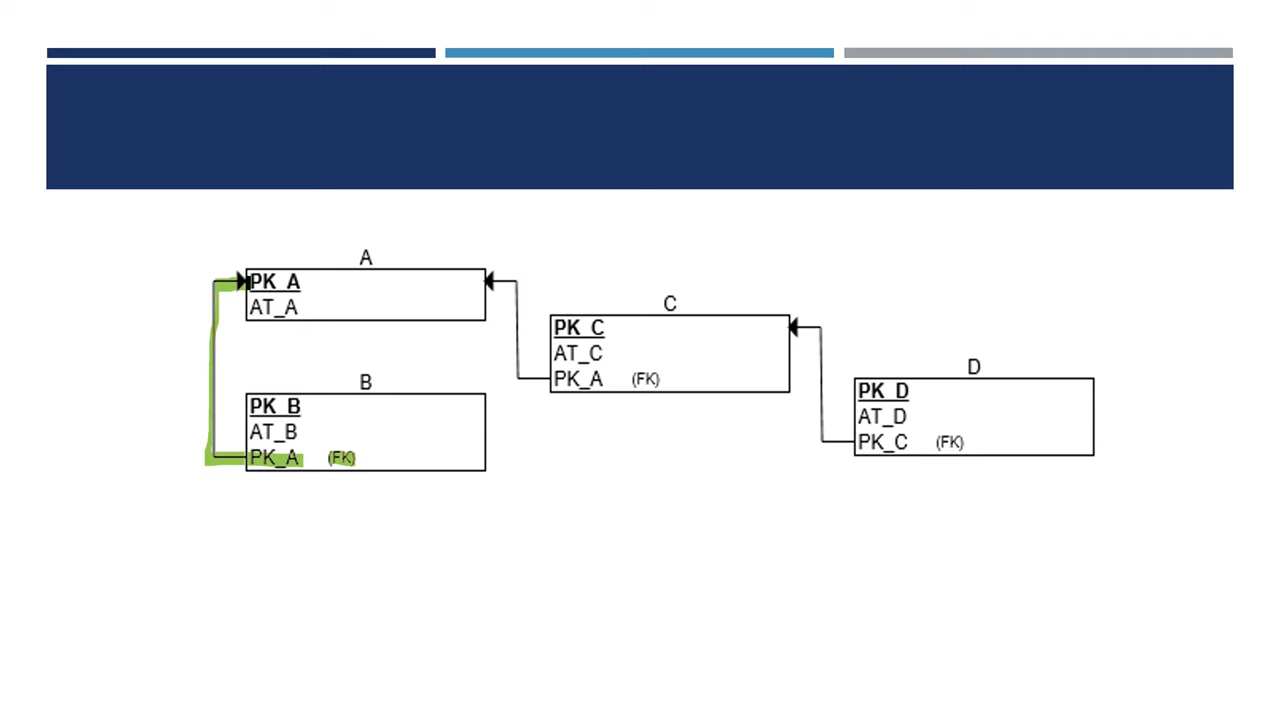 A
PK_A
AT_A
B
PK_B
AT_B
PK_A (FK)
C
PK_C
AT_C
PK_A (FK)
D
PK_D
AT_D
PK_C (FK)